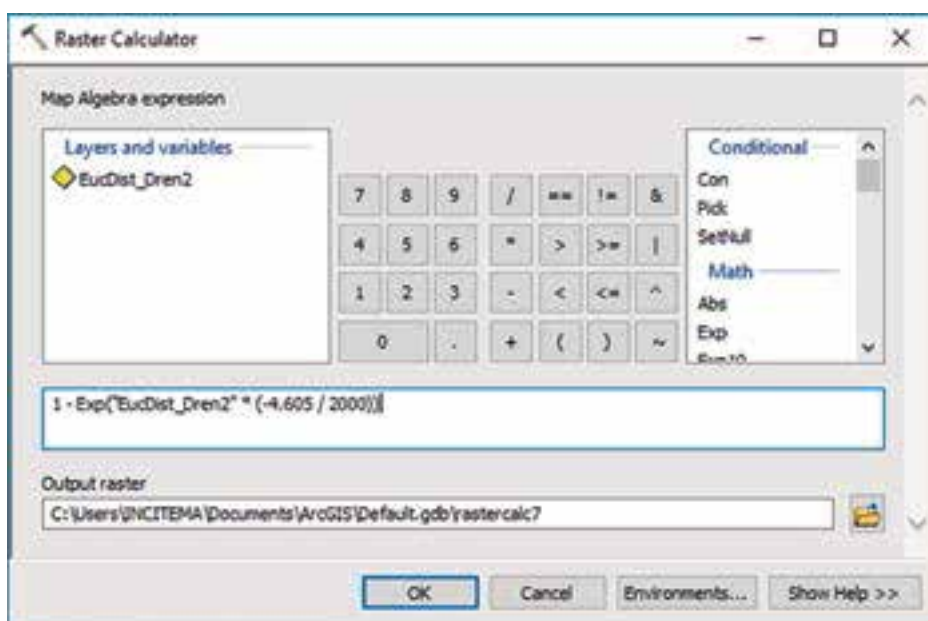 Raster Calculator
Map Algebra expression
Layers and variables
EucDist_Dren2
7 8 9 / == != &
4 5 6 * > >= |
1 2 3 - < <= ^
0 . + ( ) ~
Conditional
Con
Pick
SetNull
Math
Abs
Exp
Exp10
1 - Exp("EucDist_Dren2" * (-4.605 / 2000))
Output raster
C:\Users\INCITEMA\Documents\ArcGIS\Default.gdb\rastercalc7
OK Cancel Environments... Show Help >>